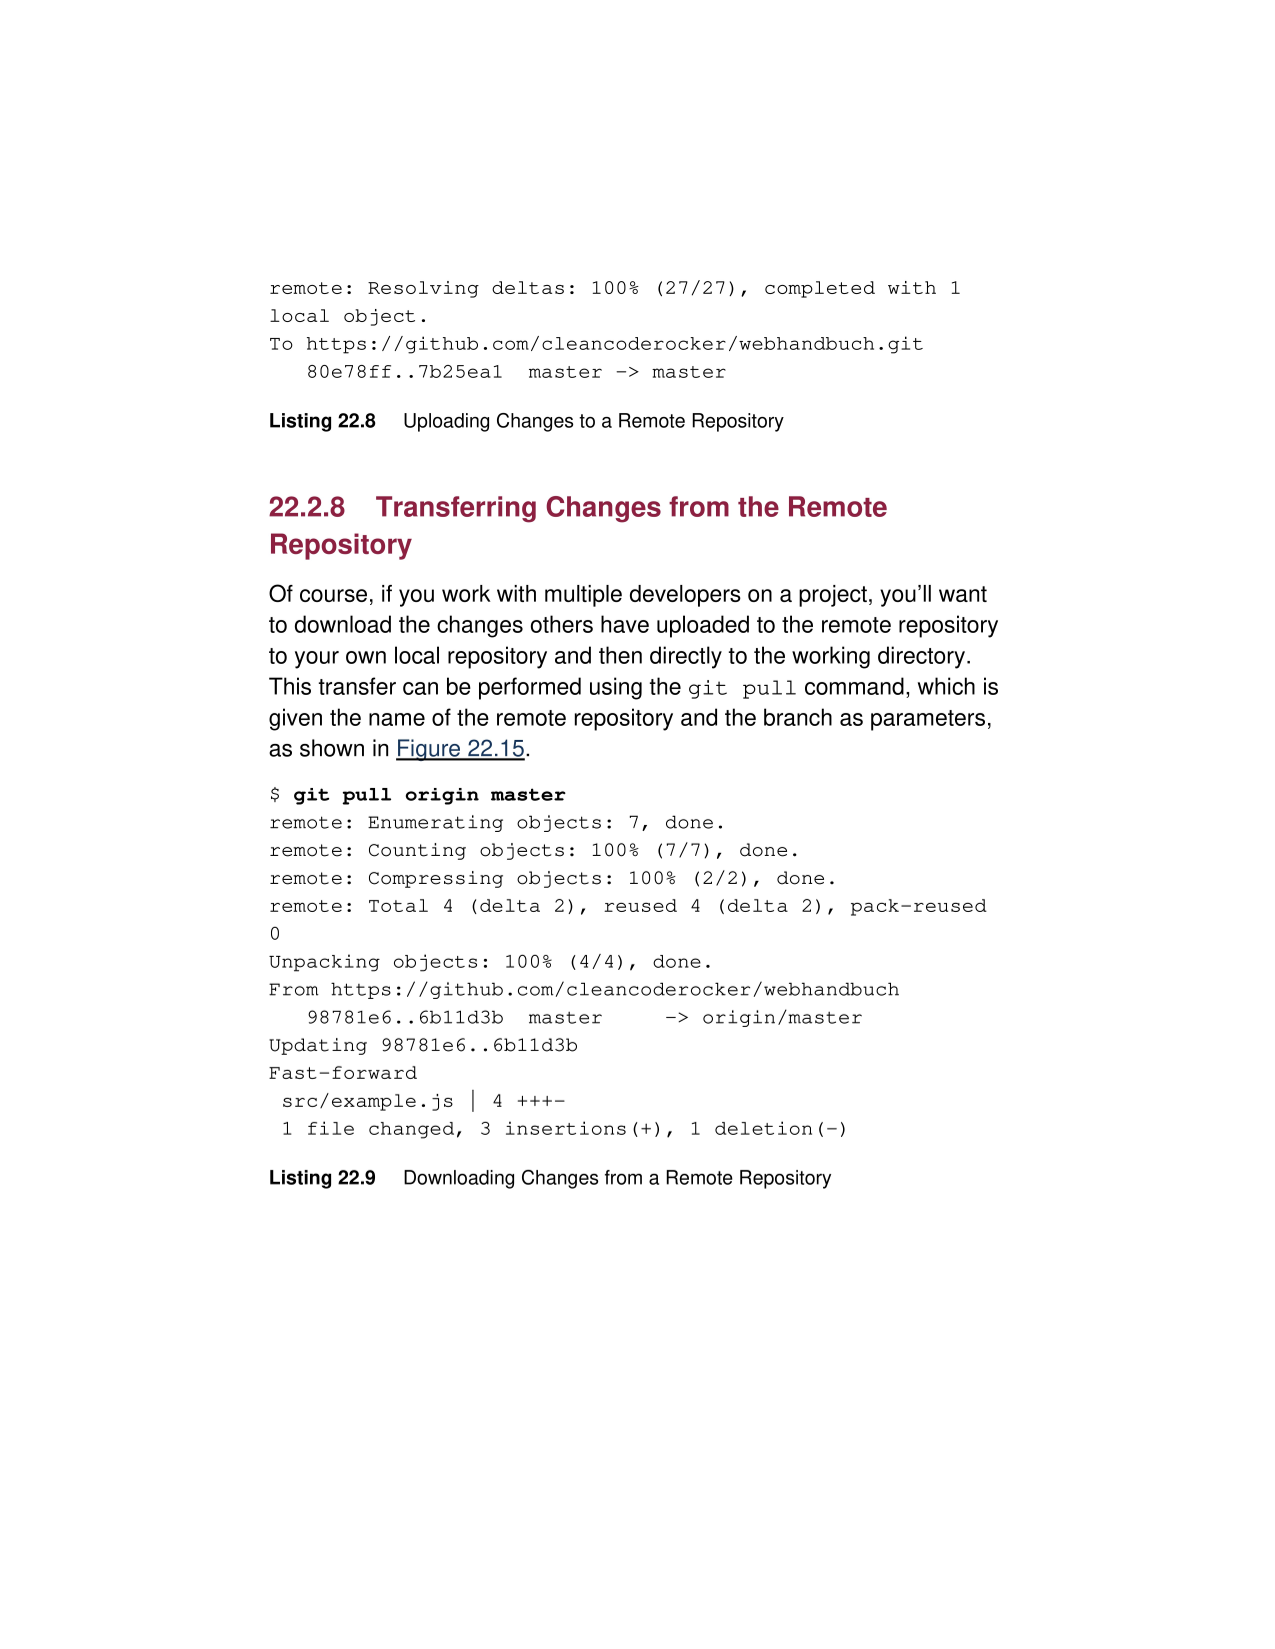 remote: Resolving deltas: 100% (27/27), completed with 1
local object.
To https://github.com/cleancoderocker/webhandbuch.git
   80e78ff..7b25ea1  master -> master
Listing 22.8  Uploading Changes to a Remote Repository
22.2.8  Transferring Changes from the Remote
Repository
Of course, if you work with multiple developers on a project, you’ll want
to download the changes others have uploaded to the remote repository
to your own local repository and then directly to the working directory.
This transfer can be performed using the git pull command, which is
given the name of the remote repository and the branch as parameters,
as shown in Figure 22.15.
$ git pull origin master
remote: Enumerating objects: 7, done.
remote: Counting objects: 100% (7/7), done.
remote: Compressing objects: 100% (2/2), done.
remote: Total 4 (delta 2), reused 4 (delta 2), pack-reused
0
Unpacking objects: 100% (4/4), done.
From https://github.com/cleancoderocker/webhandbuch
   98781e6..6b11d3b  master     -> origin/master
Updating 98781e6..6b11d3b
Fast-forward
 src/example.js | 4 +++-
 1 file changed, 3 insertions(+), 1 deletion(-)
Listing 22.9  Downloading Changes from a Remote Repository